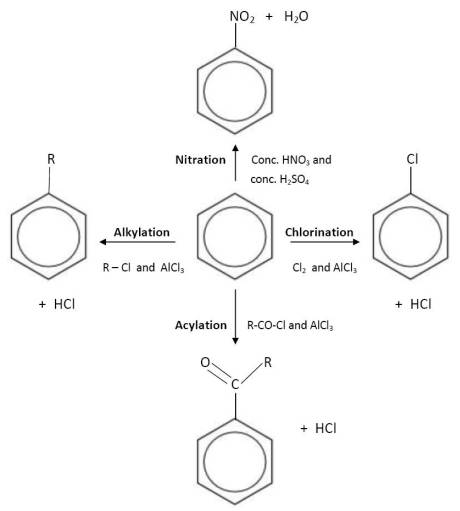 NO₂ + H₂O
Nitration
Conc. HNO₃ and
conc. H₂SO₄
R
Cl
Alkylation
R – Cl and AlCl₃
+ HCl
Chlorination
Cl₂ and AlCl₃
+ HCl
Acylation
R-CO-Cl and AlCl₃
O
R
C
+ HCl